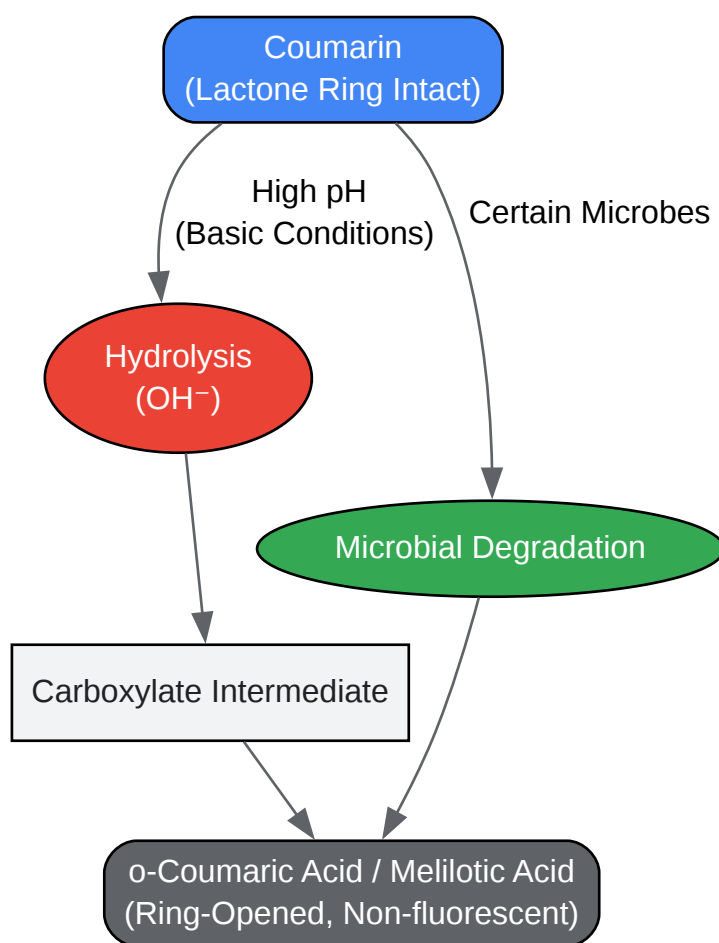 Coumarin
(Lactone Ring Intact)
High pH
(Basic Conditions)
Certain Microbes
Hydrolysis
(OH⁻)
Microbial Degradation
Carboxylate Intermediate
o-Coumaric Acid / Melilotic Acid
(Ring-Opened, Non-fluorescent)